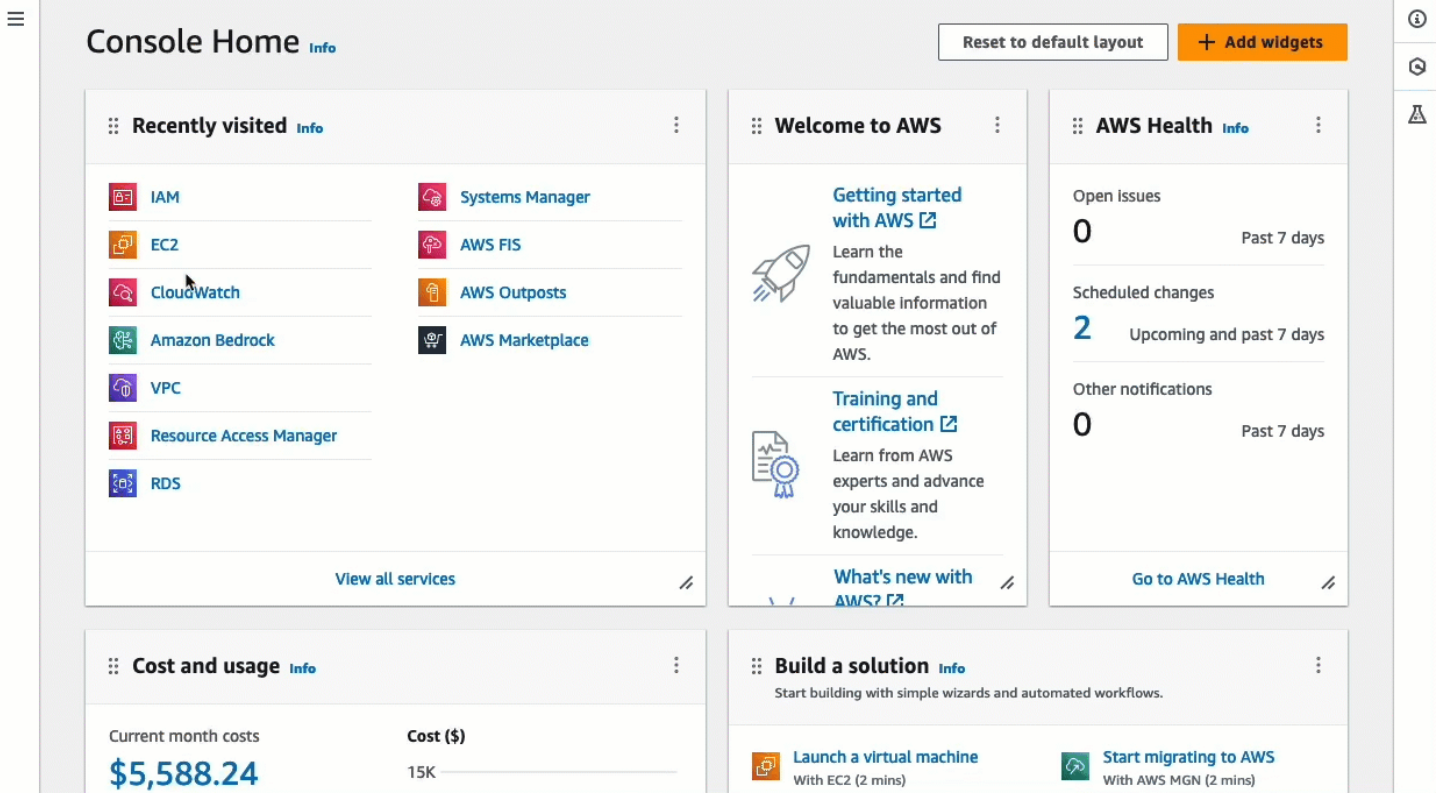 Console Home Info
Reset to default layout
Add widgets
Recently visited Info
IAM
EC2
CloudWatch
Amazon Bedrock
VPC
Resource Access Manager
RDS
Systems Manager
AWS FIS
AWS Outposts
AWS Marketplace
View all services
Welcome to AWS
Getting started
with AWS
Learn the
fundamentals and find
valuable information
to get the most out of
AWS.
Training and
certification
Learn from AWS
experts and advance
your skills and
knowledge.
What's new with
AWS?
AWS Health Info
Open issues
0
Past 7 days
Scheduled changes
2
Upcoming and past 7 days
Other notifications
0
Past 7 days
Go to AWS Health
Cost and usage Info
Current month costs
$5,588.24
Cost ($)
15K
Build a solution Info
Start building with simple wizards and automated workflows.
Launch a virtual machine
With EC2 (2 mins)
Start migrating to AWS
With AWS MGN (2 mins)